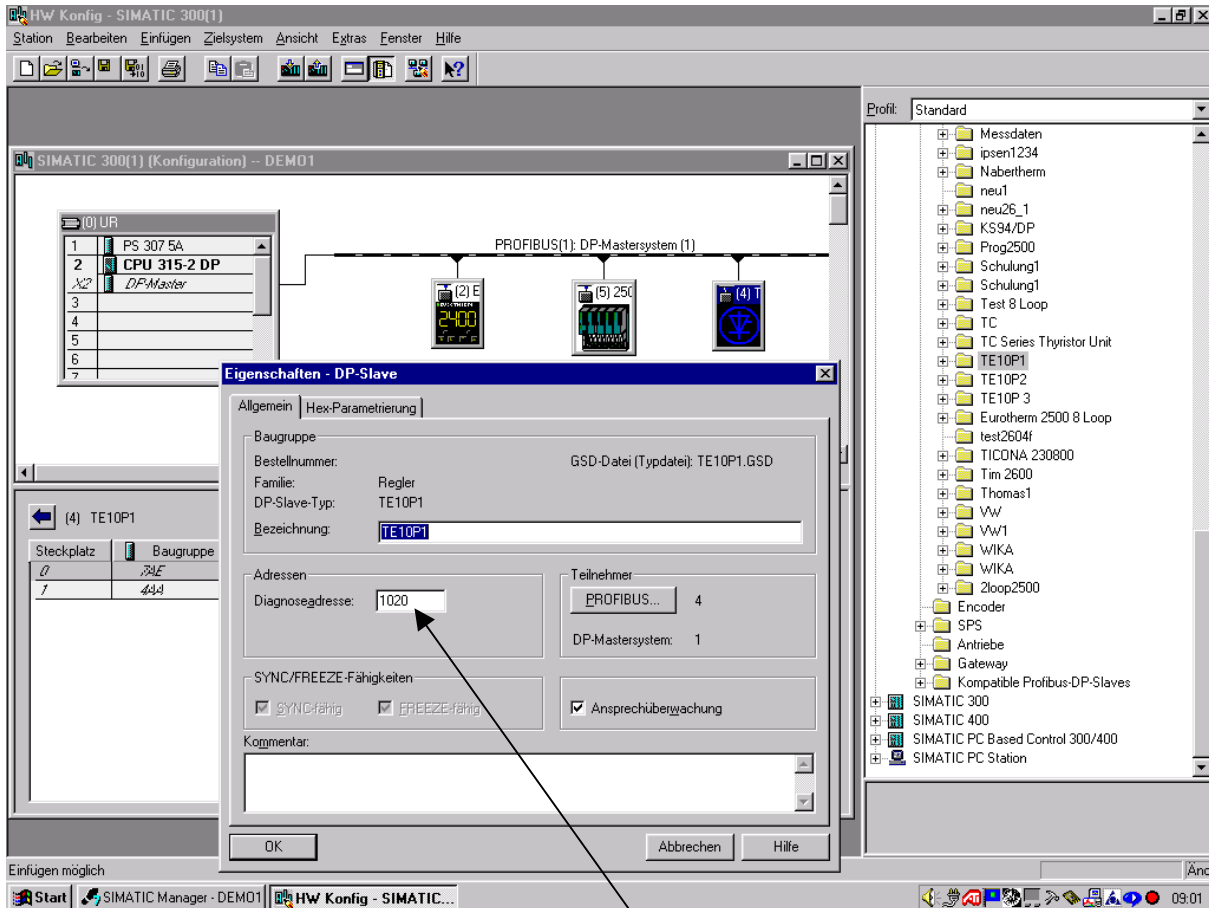 HW Konfig - SIMATIC 300(1)
Station Bearbeiten Einfügen Zielsystem Ansicht Extras Fenster Hilfe
Profil: Standard
SIMATIC 300(1) (Konfiguration) -- DEMO1
(0) UR
1 PS 307 5A
2 CPU 315-2 DP
X2 DP-Master
3
4
5
6
7
PROFIBUS(1): DP-Mastersystem (1)
(2) E
2400
(5) 250
(4) T
(4) TE10P1
Steckplatz Baugruppe
0 3AE
1 4AA
Eigenschaften - DP-Slave
Allgemein Hex-Parametrierung
Baugruppe
Bestellnummer: GSD-Datei (Typdatei): TE10P1.GSD
Familie: Regler
DP-Slave-Typ: TE10P1
Bezeichnung: TE10P1
Adressen
Diagnoseadresse: 1020
Teilnehmer
PROFIBUS... 4
DP-Mastersystem: 1
SYNC/FREEZE-Fähigkeiten
SYNC-fähig FREEZE-fähig
Ansprechüberwachung
Kommentar:
OK Abbrechen Hilfe
Messdaten
ipsen1234
Nabertherm
neu1
neu26_1
KS94/DP
Prog2500
Schulung1
Schulung1
Test 8 Loop
TC
TC Series Thyristor Unit
TE10P1
TE10P2
TE10P 3
Eurotherm 2500 8 Loop
test2604f
TICONA 230800
Tim 2600
Thomas1
VW
VW1
WIKA
WIKA
2loop2500
Encoder
SPS
Antriebe
Gateway
Kompatible Profibus-DP-Slaves
SIMATIC 300
SIMATIC 400
SIMATIC PC Based Control 300/400
SIMATIC PC Station
Einfügen möglich Änd
Start SIMATIC Manager - DEMO1 HW Konfig - SIMATIC... 09:01